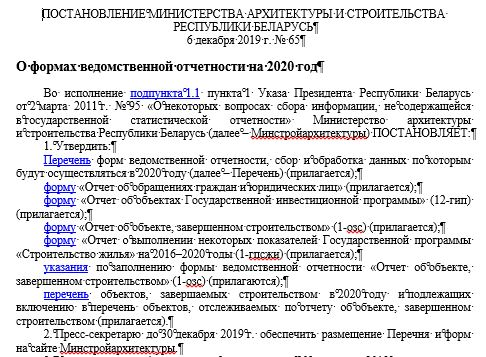 ПОСТАНОВЛЕНИЕ МИНИСТЕРСТВА АРХИТЕКТУРЫ И СТРОИТЕЛЬСТВА
РЕСПУБЛИКИ БЕЛАРУСЬ
6 декабря 2019 г. № 65
О формах ведомственной отчетности на 2020 год
Во исполнение подпункта 1.1 пункта 1 Указа Президента Республики Беларусь
от 2 марта 2011 г. № 95 «О некоторых вопросах сбора информации, не содержащейся
в государственной статистической отчетности» Министерство архитектуры
и строительства Республики Беларусь (далее – Минстройархитектуры) ПОСТАНОВЛЯЕТ:
1. Утвердить:
Перечень форм ведомственной отчетности, сбор и обработка данных по которым
будут осуществляться в 2020 году (далее – Перечень) (прилагается);
форму «Отчет об обращениях граждан и юридических лиц» (прилагается);
форму «Отчет об объектах Государственной инвестиционной программы» (12-гип)
(прилагается);
форму «Отчет об объекте, завершенном строительством» (1-озс) (прилагается);
форму «Отчет о выполнении некоторых показателей Государственной программы
«Строительство жилья» на 2016–2020 годы (1-гпсжи) (прилагается);
указания по заполнению формы ведомственной отчетности «Отчет об объекте,
завершенном строительством» (1-озс) (прилагаются);
перечень объектов, завершаемых строительством в 2020 году и подлежащих
включению в перечень объектов, отслеживаемых по отчету об объекте, завершенном
строительством (прилагается).
2. Пресс-секретарю до 30 декабря 2019 г. обеспечить размещение Перечня и форм
на сайте Минстройархитектуры.